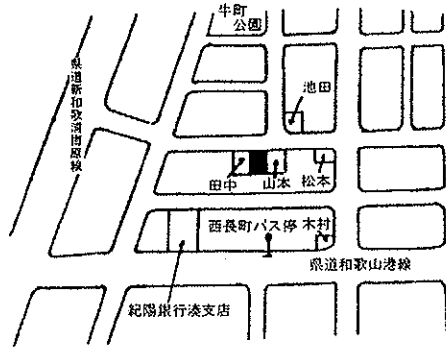 牛町
公園
県道新和歌浦南原線
池田
田中
山本
松本
西長町バス停
木村
県道和歌山港線
紀陽銀行湊支店